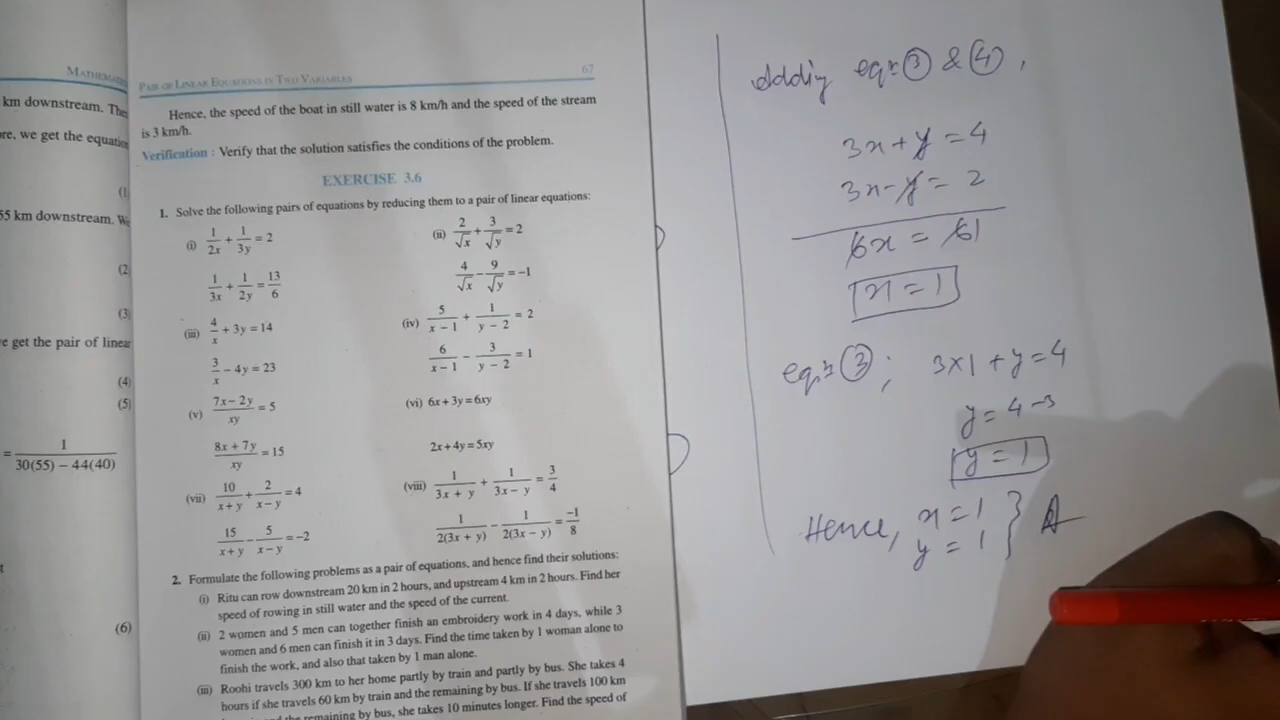 MATHEMATI
km downstream. The
re, we get the equation
(1
55 km downstream. We
(2
(3
e get the pair of linear
(4)
(5)
= 1/(30(55) − 44(40))
(6)
PAIR OF LINEAR EQUATIONS IN TWO VARIABLES 67
Hence, the speed of the boat in still water is 8 km/h and the speed of the stream
is 3 km/h.
Verification : Verify that the solution satisfies the conditions of the problem.
EXERCISE 3.6
1. Solve the following pairs of equations by reducing them to a pair of linear equations:
(i) 1/2x + 1/3y = 2
1/3x + 1/2y = 13/6
(ii) 2/√x + 3/√y = 2
4/√x − 9/√y = −1
(iii) 4/x + 3y = 14
3/x − 4y = 23
(iv) 5/(x − 1) + 1/(y − 2) = 2
6/(x − 1) − 3/(y − 2) = 1
(v) (7x − 2y)/xy = 5
(8x + 7y)/xy = 15
(vi) 6x + 3y = 6xy
2x + 4y = 5xy
(vii) 10/(x + y) + 2/(x − y) = 4
15/(x + y) − 5/(x − y) = −2
(viii) 1/(3x + y) + 1/(3x − y) = 3/4
1/2(3x + y) − 1/2(3x − y) = −1/8
2. Formulate the following problems as a pair of equations, and hence find their solutions:
(i) Ritu can row downstream 20 km in 2 hours, and upstream 4 km in 2 hours. Find her
speed of rowing in still water and the speed of the current.
(ii) 2 women and 5 men can together finish an embroidery work in 4 days, while 3
women and 6 men can finish it in 3 days. Find the time taken by 1 woman alone to
finish the work, and also that taken by 1 man alone.
(iii) Roohi travels 300 km to her home partly by train and partly by bus. She takes 4
hours if she travels 60 km by train and the remaining by bus. If she travels 100 km
the remaining by bus, she takes 10 minutes longer. Find the speed of
eqn ③ & ④ ,
3x + y = 4
3x − y = 2
6x = 6 1
x = 1
eqn ③ ; 3×1 + y = 4
y = 4 − 3
y = 1
Hence, x = 1
y = 1 }